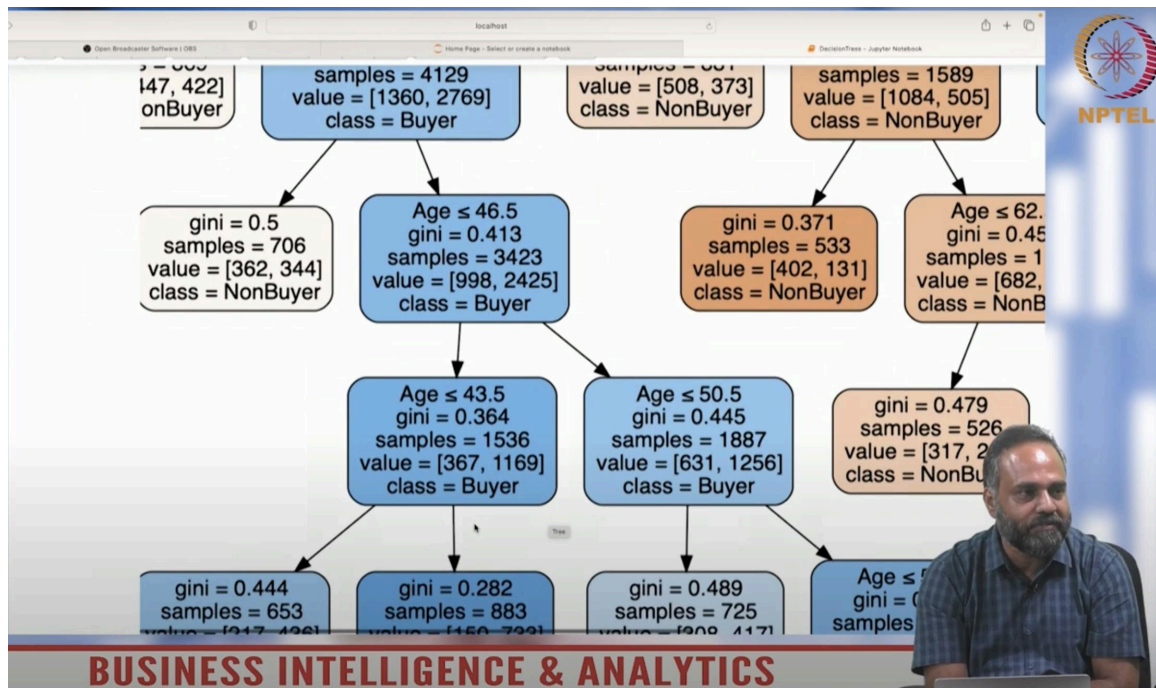 localhost
Open Broadcaster Software | OBS
Home Page - Select or create a notebook
DecisionTrees - Jupyter Notebook
NPTEL
447, 422]
onBuyer
samples = 4129
value = [1360, 2769]
class = Buyer
value = [508, 373]
class = NonBuyer
samples = 1589
value = [1084, 505]
class = NonBuyer
gini = 0.5
samples = 706
value = [362, 344]
class = NonBuyer
Age ≤ 46.5
gini = 0.413
samples = 3423
value = [998, 2425]
class = Buyer
gini = 0.371
samples = 533
value = [402, 131]
class = NonBuyer
Age ≤ 62.
gini = 0.45
samples = 1
value = [682,
class = NonB
Age ≤ 43.5
gini = 0.364
samples = 1536
value = [367, 1169]
class = Buyer
Age ≤ 50.5
gini = 0.445
samples = 1887
value = [631, 1256]
class = Buyer
gini = 0.479
samples = 526
value = [317, 2
class = NonBu
Tree
gini = 0.444
samples = 653
gini = 0.282
samples = 883
gini = 0.489
samples = 725
Age ≤
gini = 0
samples
BUSINESS INTELLIGENCE & ANALYTICS